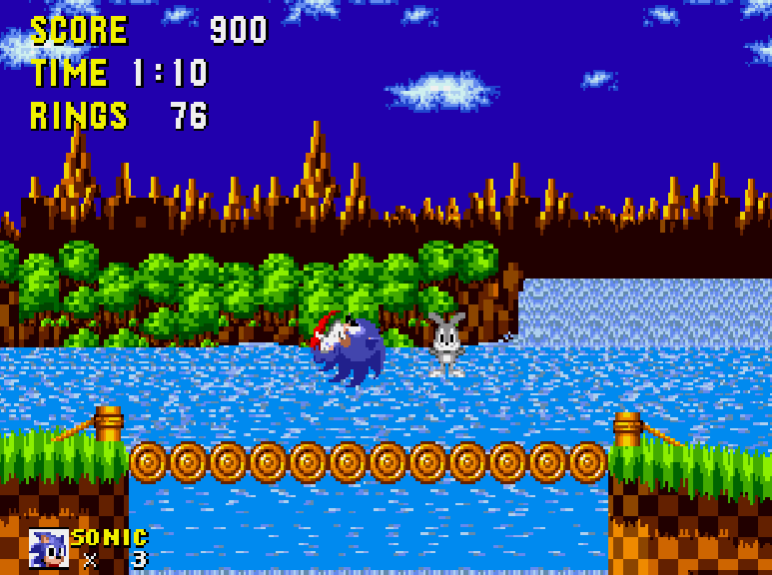 SCORE 900
TIME 1:10
RINGS 76
SONIC
× 3